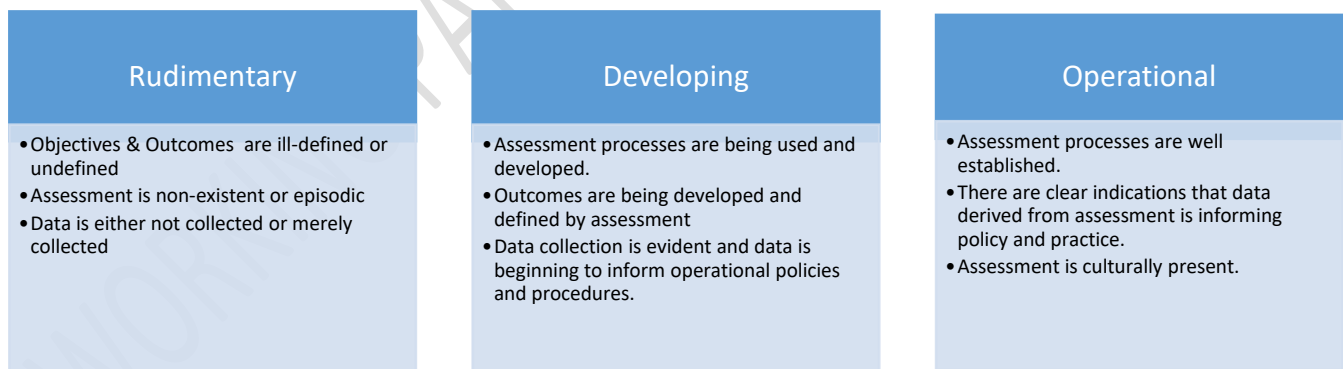 Rudimentary
•Objectives & Outcomes are ill-defined or
undefined
•Assessment is non-existent or episodic
•Data is either not collected or merely
collected
Developing
•Assessment processes are being used and
developed.
•Outcomes are being developed and
defined by assessment
•Data collection is evident and data is
beginning to inform operational policies
and procedures.
Operational
•Assessment processes are well
established.
•There are clear indications that data
derived from assessment is informing
policy and practice.
•Assessment is culturally present.
WORKING PA